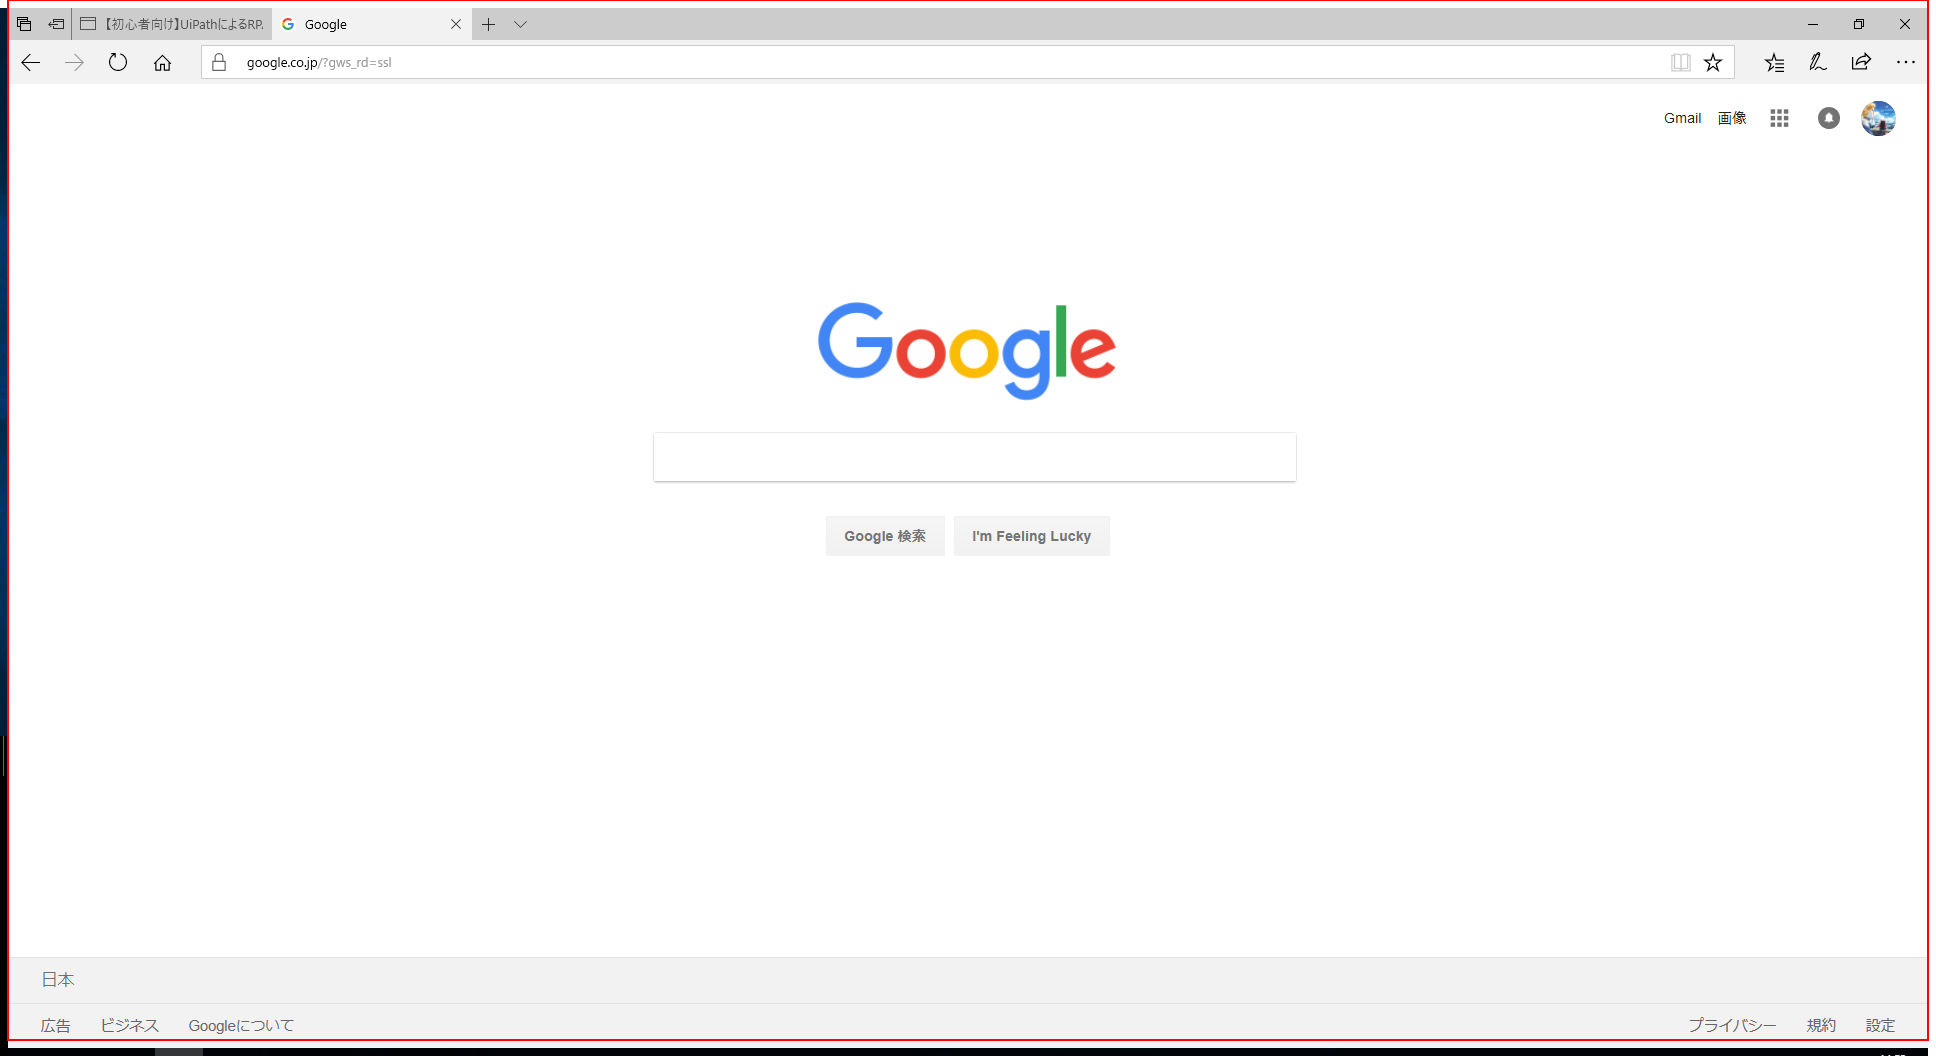 【初心者向け】UiPathによるRP.
Google
google.co.jp/?gws_rd=ssl
Gmail 画像
Google
Google 検索 I'm Feeling Lucky
日本
広告 ビジネス Googleについて プライバシー 規約 設定